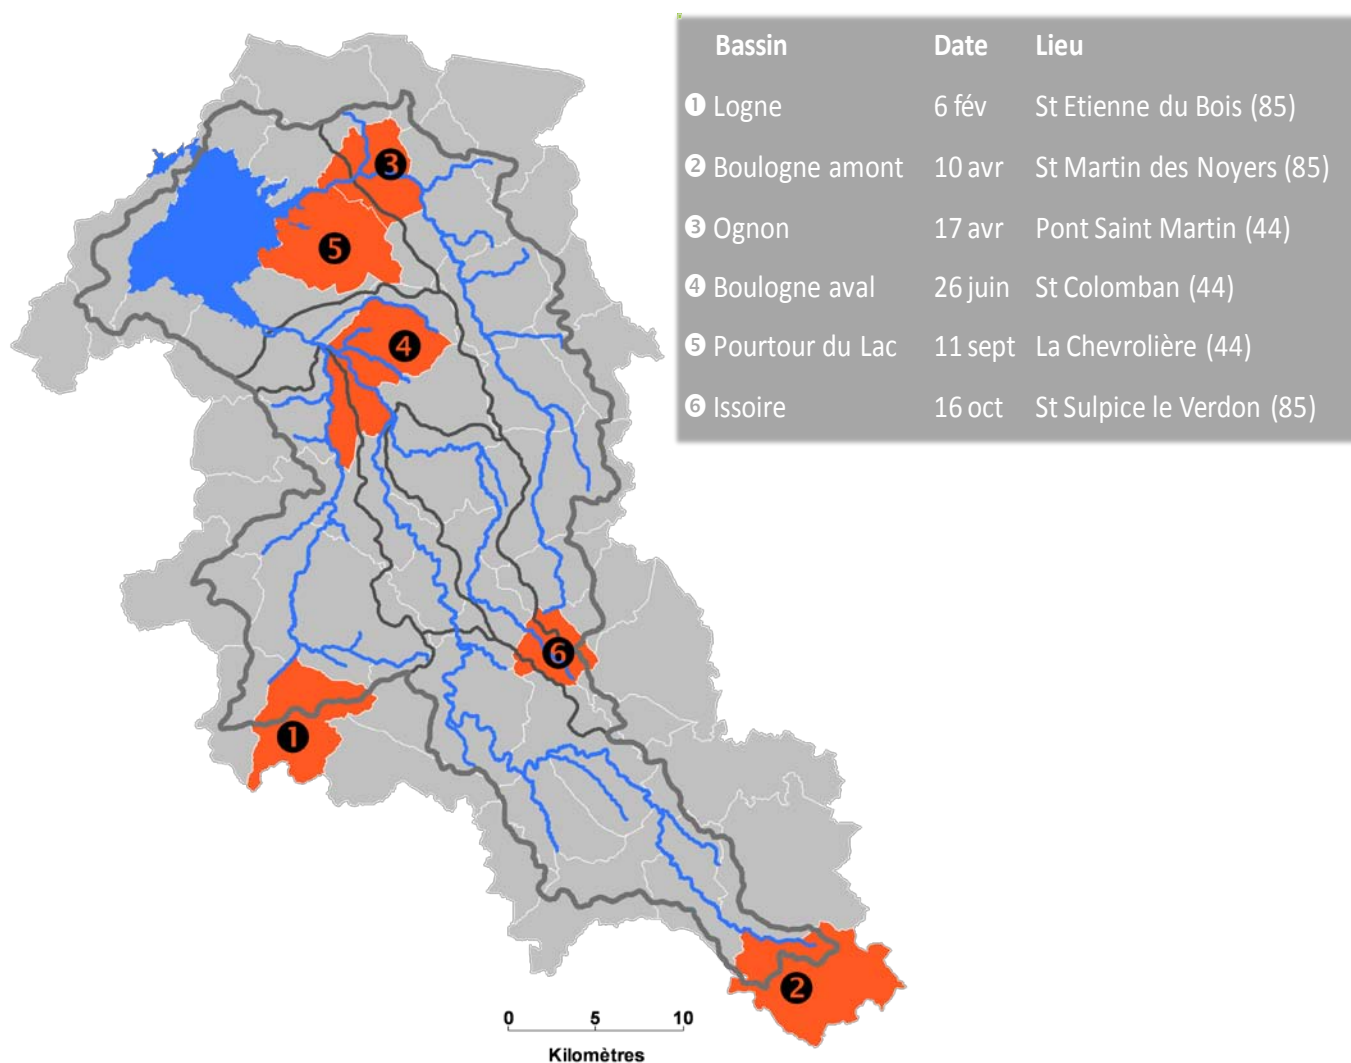 Bassin Date Lieu
❶ Logne 6 fév St Etienne du Bois (85)
❷ Boulogne amont 10 avr St Martin des Noyers (85)
❸ Ognon 17 avr Pont Saint Martin (44)
❹ Boulogne aval 26 juin St Colomban (44)
❺ Pourtour du Lac 11 sept La Chevrolière (44)
❻ Issoire 16 oct St Sulpice le Verdon (85)
3
5
4
6
1
2
0 5 10
Kilomètres